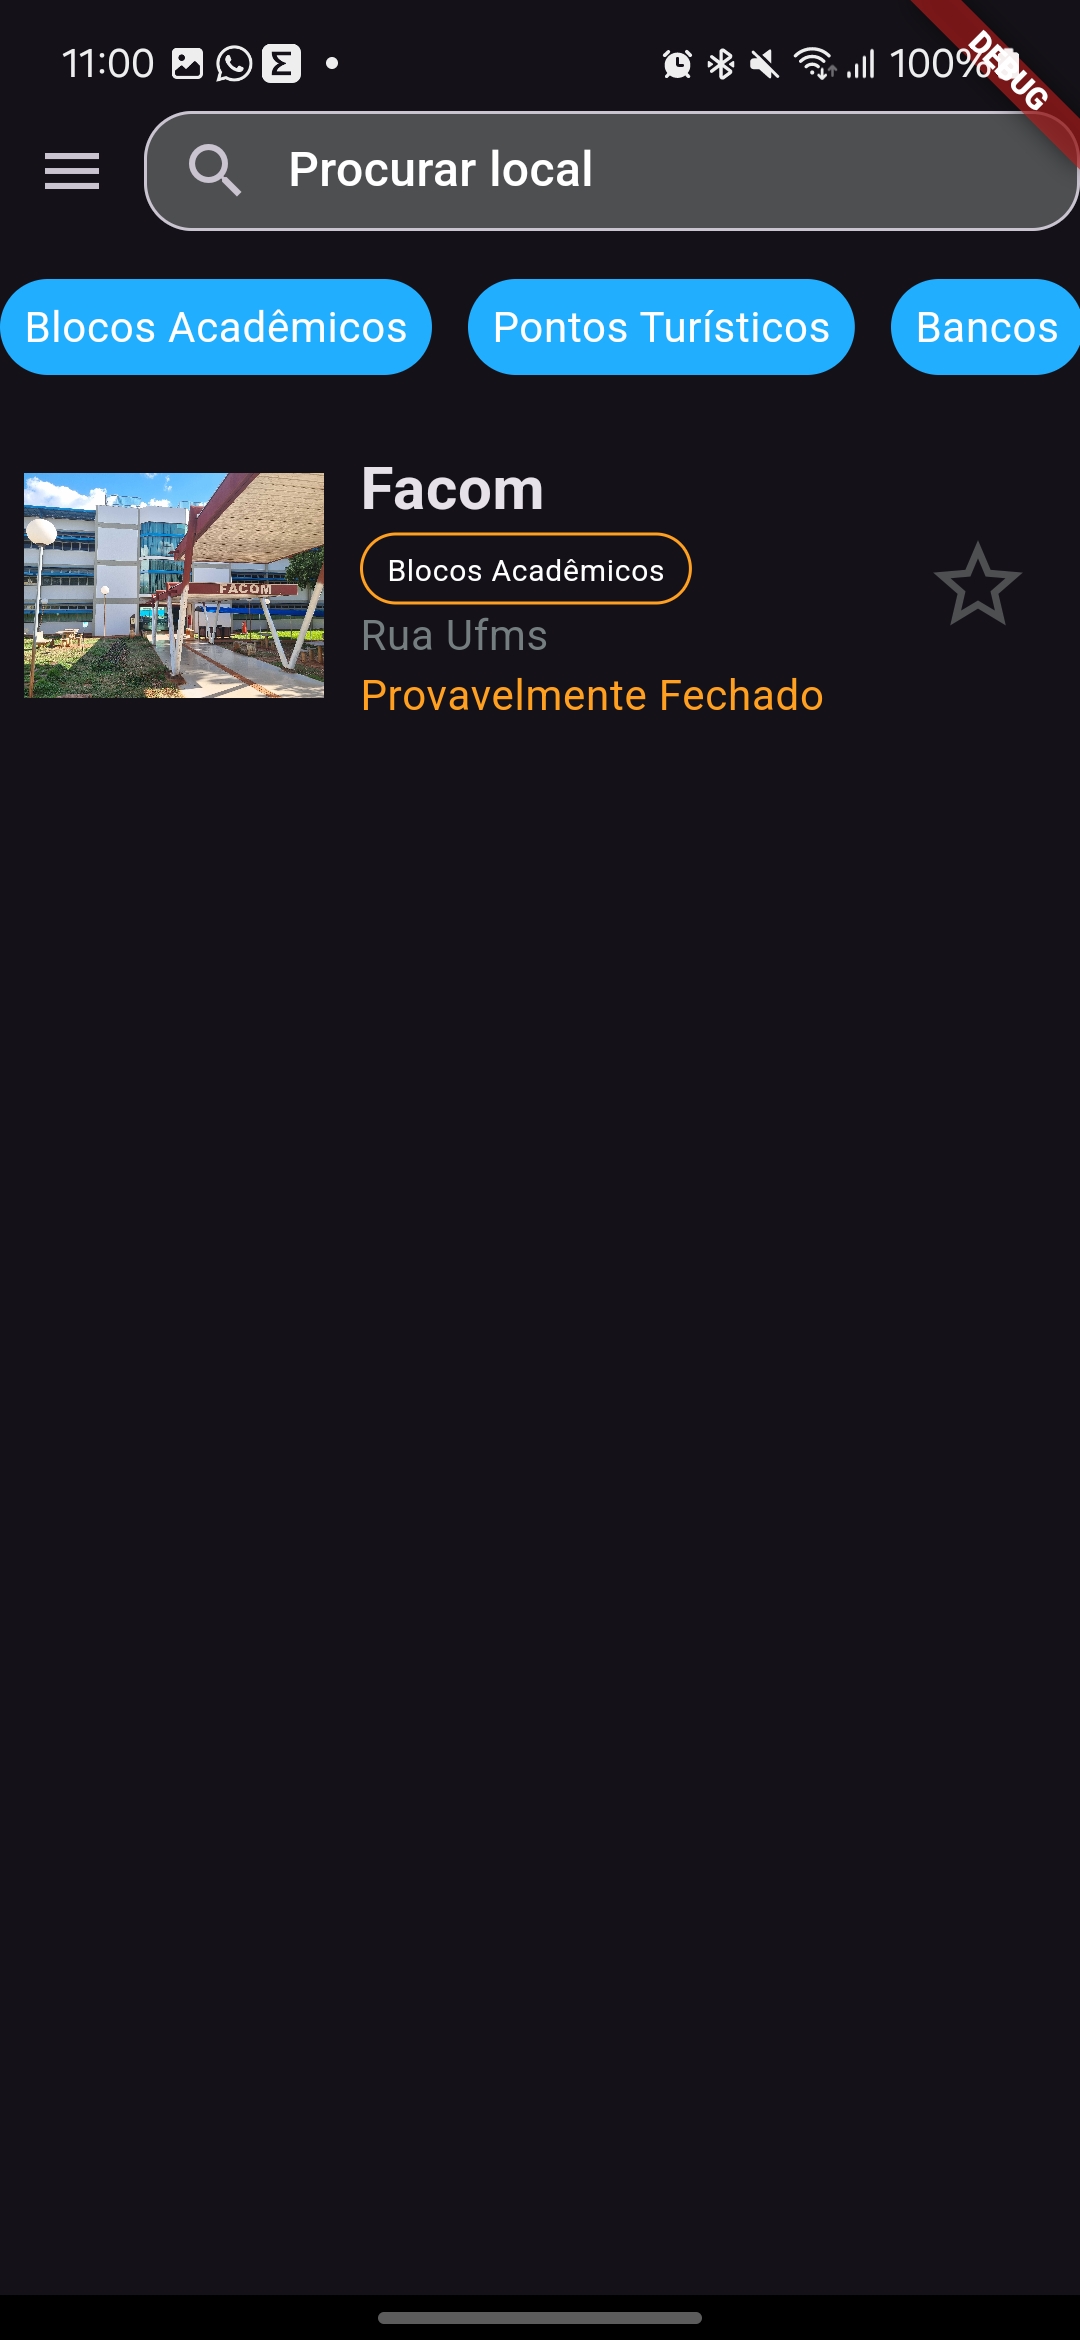 11:00 100%
DEBUG
Procurar local
Blocos Acadêmicos Pontos Turísticos Bancos
Facom
FACOM
Blocos Acadêmicos
Rua Ufms
Provavelmente Fechado